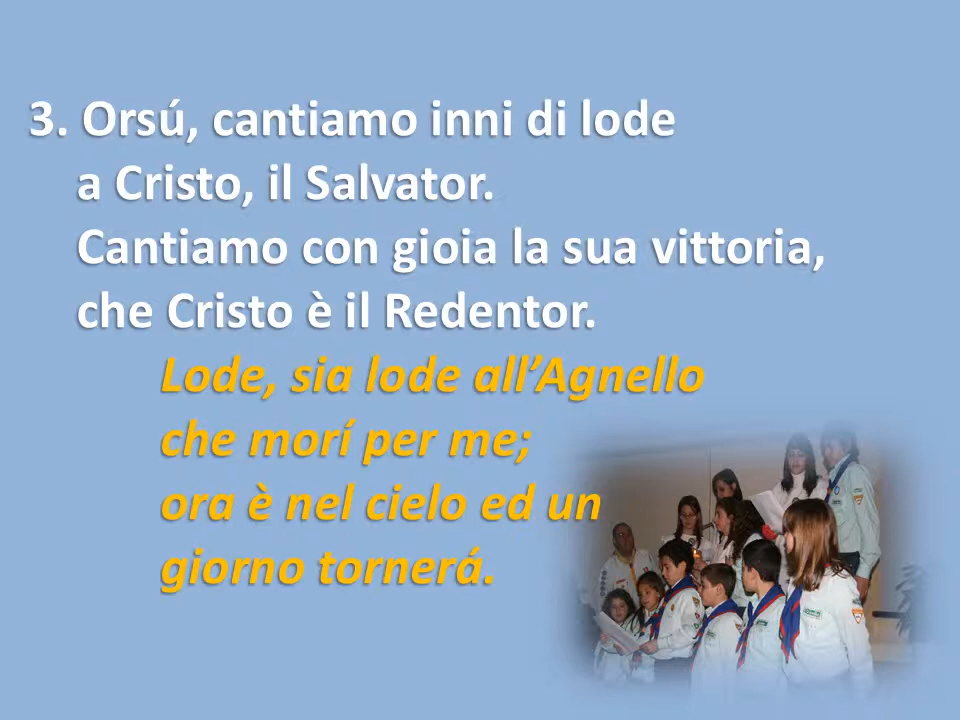 3. Orsú, cantiamo inni di lode
a Cristo, il Salvator.
Cantiamo con gioia la sua vittoria,
che Cristo è il Redentor.
Lode, sia lode all’Agnello
che morí per me;
ora è nel cielo ed un
giorno tornerá.